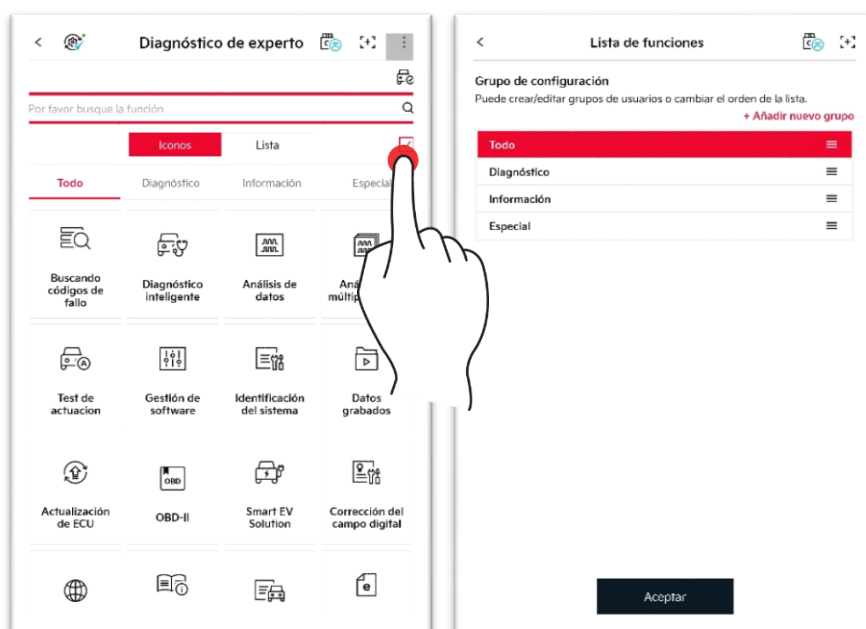 Diagnóstico de experto
Por favor busque la función
Iconos
Lista
Todo
Diagnóstico
Información
Especial
Buscando
códigos de
fallo
Diagnóstico
inteligente
Análisis de
datos
Test de
actuacion
Gestión de
software
Identificación
del sistema
Datos
grabados
Actualización
de ECU
OBD
OBD-II
Smart EV
Solution
Corrección del
campo digital
Lista de funciones
Grupo de configuración
Puede crear/editar grupos de usuarios o cambiar el orden de la lista.
+ Añadir nuevo grupo
Todo
Diagnóstico
Información
Especial
Aceptar